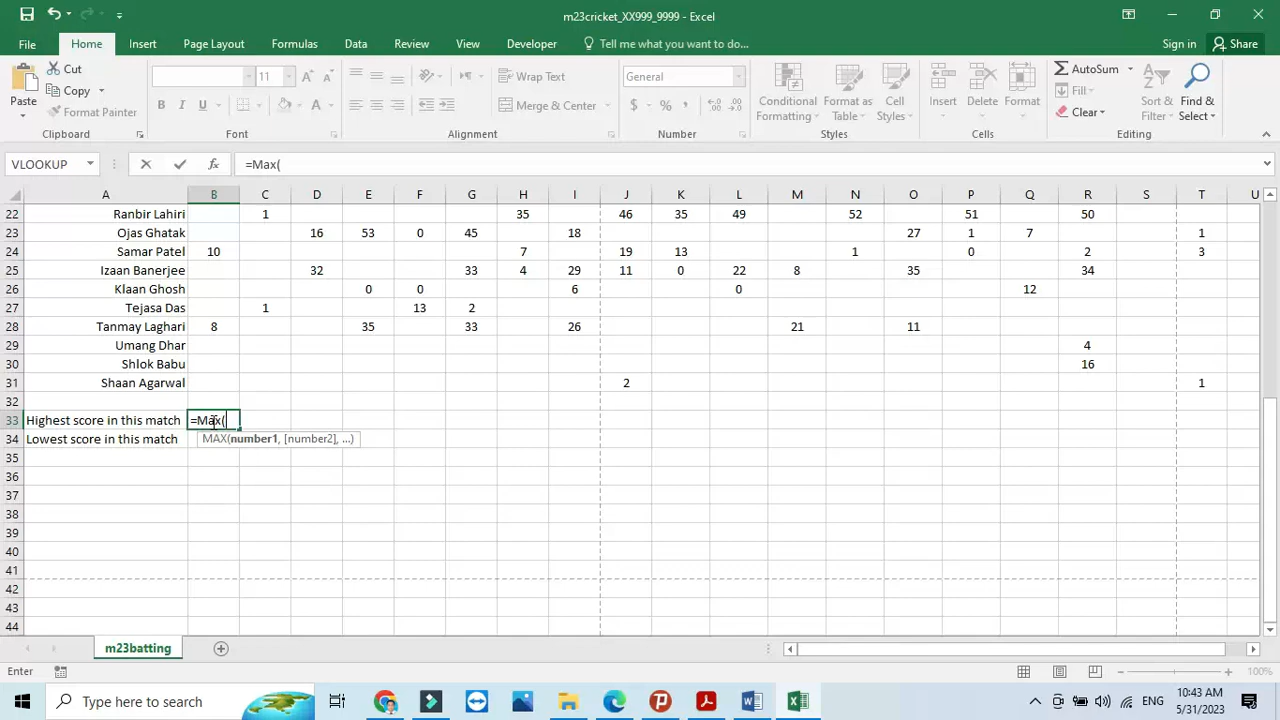 m23cricket_XX999_9999 - Excel
File Home Insert Page Layout Formulas Data Review View Developer Tell me what you want to do... Sign in Share
Paste
Cut
Copy
Format Painter
Clipboard
11
B I U A
Font
Wrap Text
Merge & Center
Alignment
General
$ % ,
Number
Conditional Formatting
Format as Table
Cell Styles
Styles
Insert Delete Format
Cells
AutoSum
Fill
Clear
Sort & Filter
Find & Select
Editing
VLOOKUP =Max(
A B C D E F G H I J K L M N O P Q R S T U
22 Ranbir Lahiri 1 35 46 35 49 52 51 50
23 Ojas Ghatak 16 53 0 45 18 27 1 7 1
24 Samar Patel 10 7 19 13 1 0 2 3
25 Izaan Banerjee 32 33 4 29 11 0 22 8 35 34
26 Klaan Ghosh 0 0 6 0 12
27 Tejasa Das 1 13 2
28 Tanmay Laghari 8 35 33 26 21 11
29 Umang Dhar 4
30 Shlok Babu 16
31 Shaan Agarwal 2 1
32
33 Highest score in this match =Max(
34 Lowest score in this match MAX(number1, [number2], ...)
35
36
37
38
39
40
41
42
43
44
m23batting
Enter 100%
Type here to search ENG 10:43 AM
5/31/2023